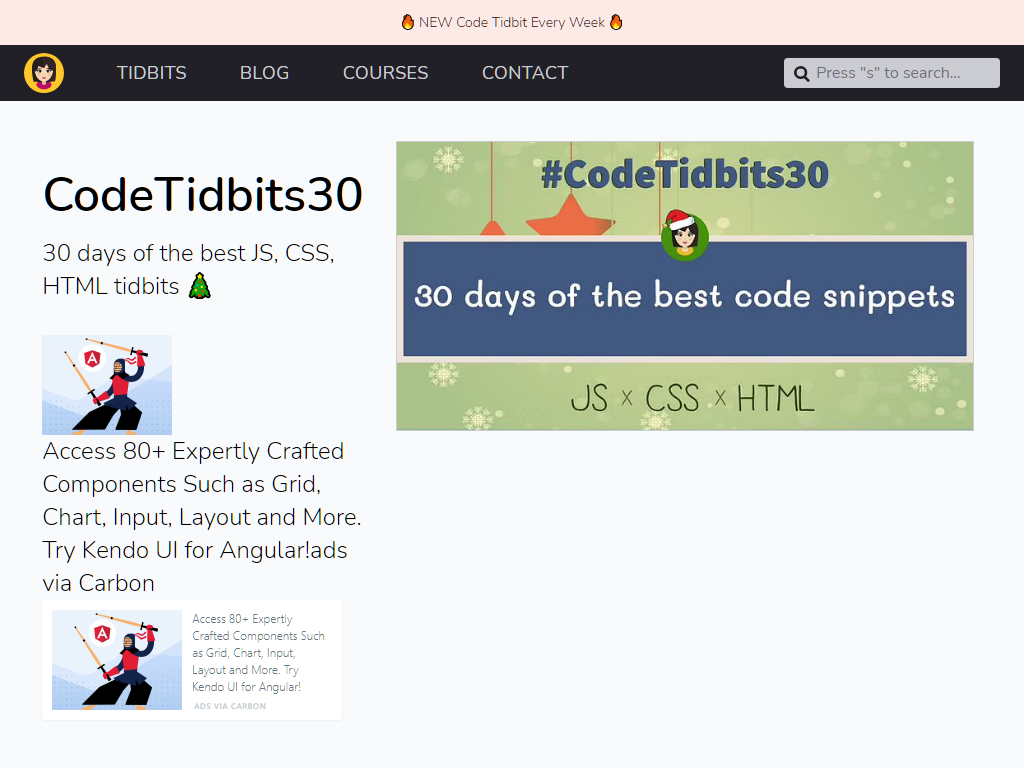 🔥 NEW Code Tidbit Every Week 🔥
TIDBITS BLOG COURSES CONTACT Press "s" to search...
CodeTidbits30
30 days of the best JS, CSS,
HTML tidbits 🎄
#CodeTidbits30
30 days of the best code snippets
JS x CSS x HTML
A
Access 80+ Expertly Crafted
Components Such as Grid,
Chart, Input, Layout and More.
Try Kendo UI for Angular!ads
via Carbon
A
Access 80+ Expertly
Crafted Components Such
as Grid, Chart, Input,
Layout and More. Try
Kendo UI for Angular!
ADS VIA CARBON